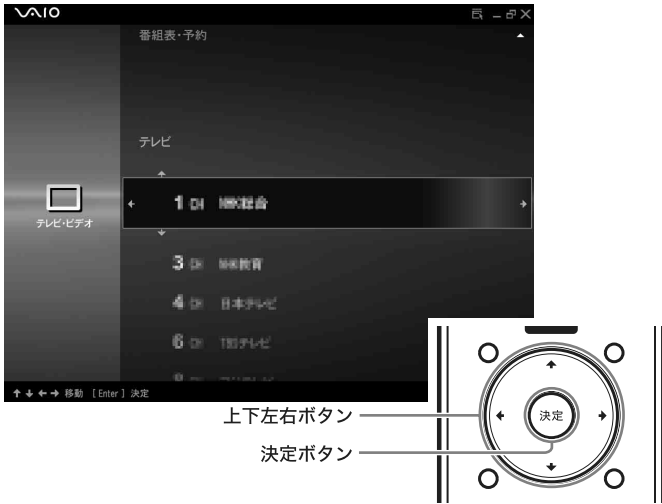 VAIO
番組表・予約
テレビ
テレビ・ビデオ
1 CH NHK総合
3 CH NHK教育
4 CH 日本テレビ
6 CH TBSテレビ
8
↑↓←→ 移動 [Enter] 決定
決定
上下左右ボタン
決定ボタン